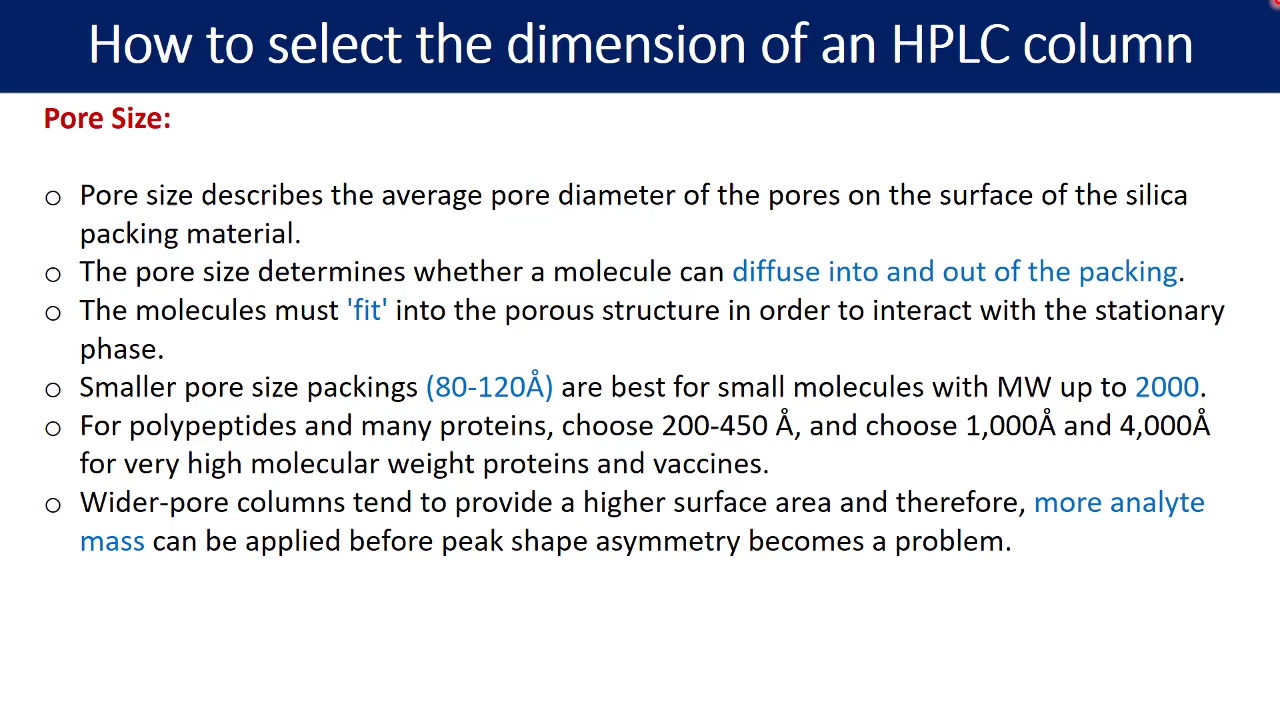 How to select the dimension of an HPLC column
Pore Size:
o Pore size describes the average pore diameter of the pores on the surface of the silica
packing material.
o The pore size determines whether a molecule can diffuse into and out of the packing.
o The molecules must 'fit' into the porous structure in order to interact with the stationary
phase.
o Smaller pore size packings (80-120Å) are best for small molecules with MW up to 2000.
o For polypeptides and many proteins, choose 200-450 Å, and choose 1,000Å and 4,000Å
for very high molecular weight proteins and vaccines.
o Wider-pore columns tend to provide a higher surface area and therefore, more analyte
mass can be applied before peak shape asymmetry becomes a problem.